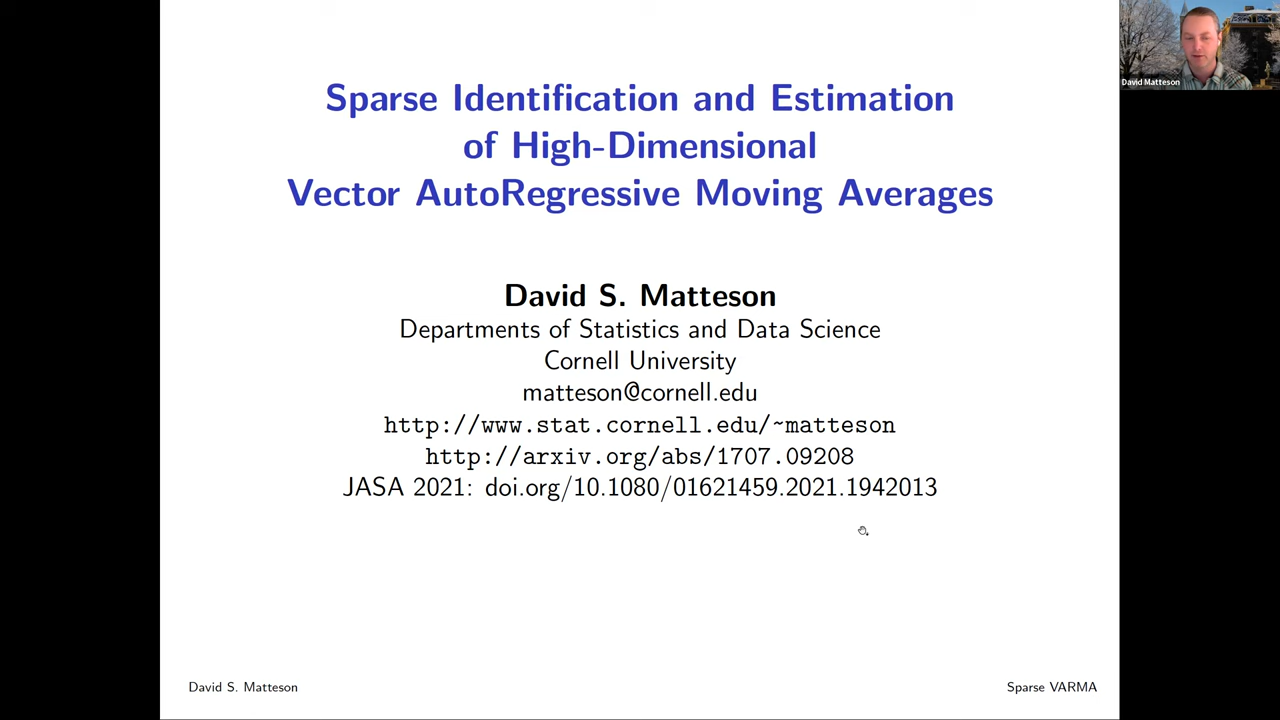 Sparse Identification and Estimation
of High-Dimensional
Vector AutoRegressive Moving Averages
David S. Matteson
Departments of Statistics and Data Science
Cornell University
matteson@cornell.edu
http://www.stat.cornell.edu/~matteson
http://arxiv.org/abs/1707.09208
JASA 2021: doi.org/10.1080/01621459.2021.1942013
David S. Matteson
Sparse VARMA
David Matteson